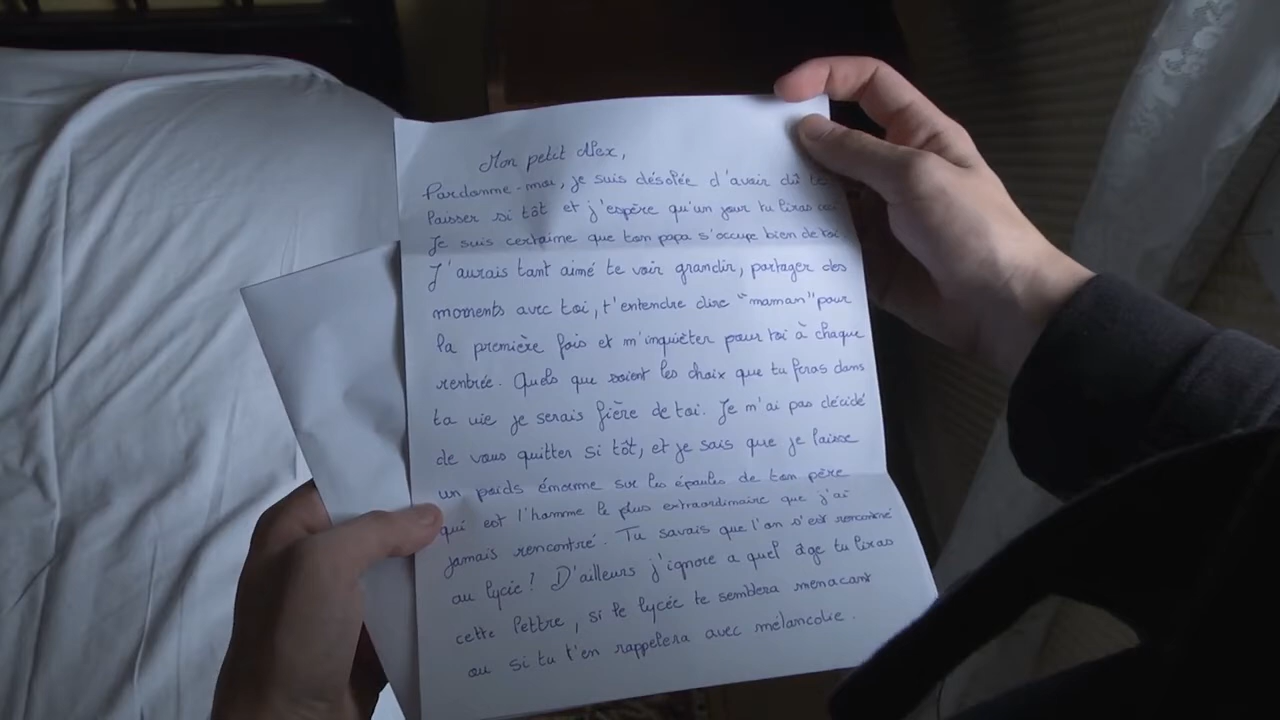 Mon petit Alex,
Pardonne-moi, je suis désolée d'avoir dû te
laisser si tôt et j'espère qu'un jour tu liras
Je suis certaine que ton papa s'occupe bien de toi
J'aurais tant aimé te voir grandir, partager des
moments avec toi, t'entendre dire "maman" pour
la première fois et m'inquièter pour toi à chaque
rentrée. Quels que soient les choix que tu feras dans
ta vie je serais fière de toi. Je m'ai pas décidé
de vous quitter si tôt, et je sais que je laisse
un poids énorme sur les épaules de ton père
qui est l'homme le plus extraordinaire que j'ai
jamais rencontré. Tu savais que l'on s'est rencontré
au lycée! D'ailleurs j'ignore a quel âge tu liras
cette lettre, si le lycée te semblera menacant
ou si tu t'en rappelera avec mélancolie.